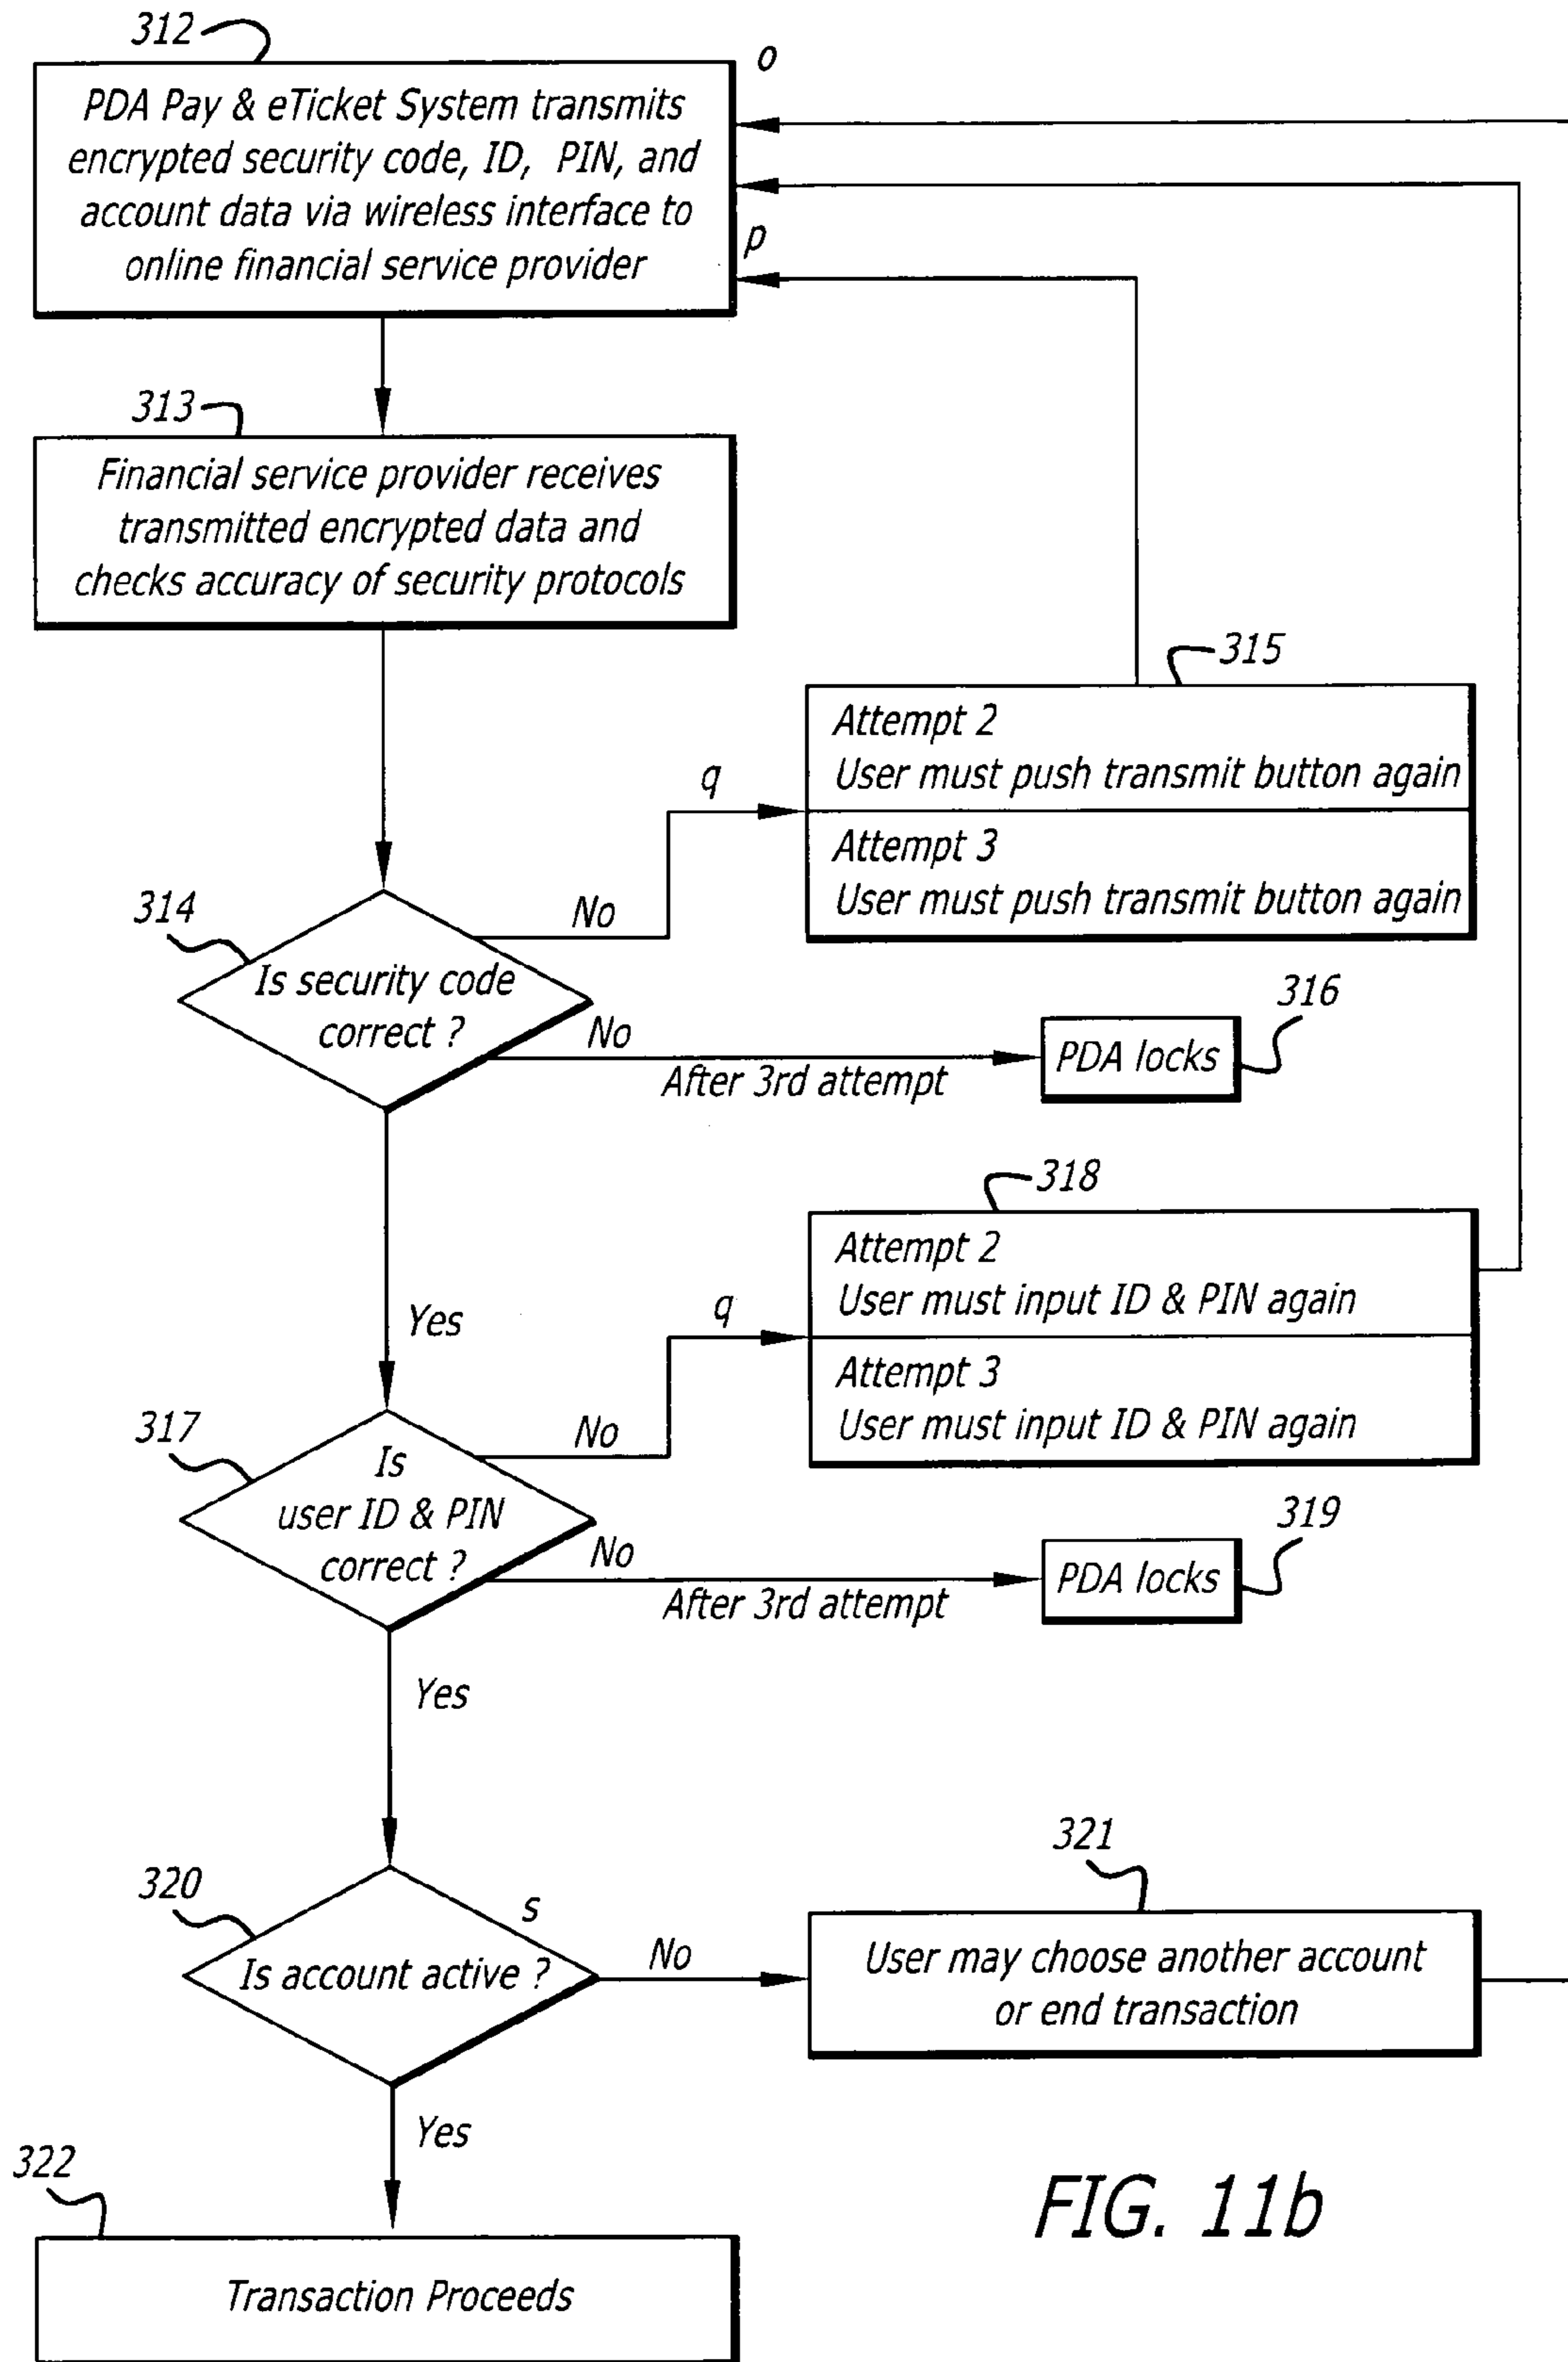 312
o
PDA Pay & eTicket System transmits
encrypted security code, ID, PIN, and
account data via wireless interface to
online financial service provider
p
313
Financial service provider receives
transmitted encrypted data and
checks accuracy of security protocols
315
Attempt 2
User must push transmit button again
q
Attempt 3
User must push transmit button again
314
No
Is security code
correct ?
No
After 3rd attempt
316
PDA locks
318
Attempt 2
User must input ID & PIN again
Yes
q
Attempt 3
User must input ID & PIN again
317
No
Is
user ID & PIN
correct ?
No
After 3rd attempt
319
PDA locks
Yes
320
s
Is account active ?
No
321
User may choose another account
or end transaction
Yes
322
Transaction Proceeds
FIG. 11b